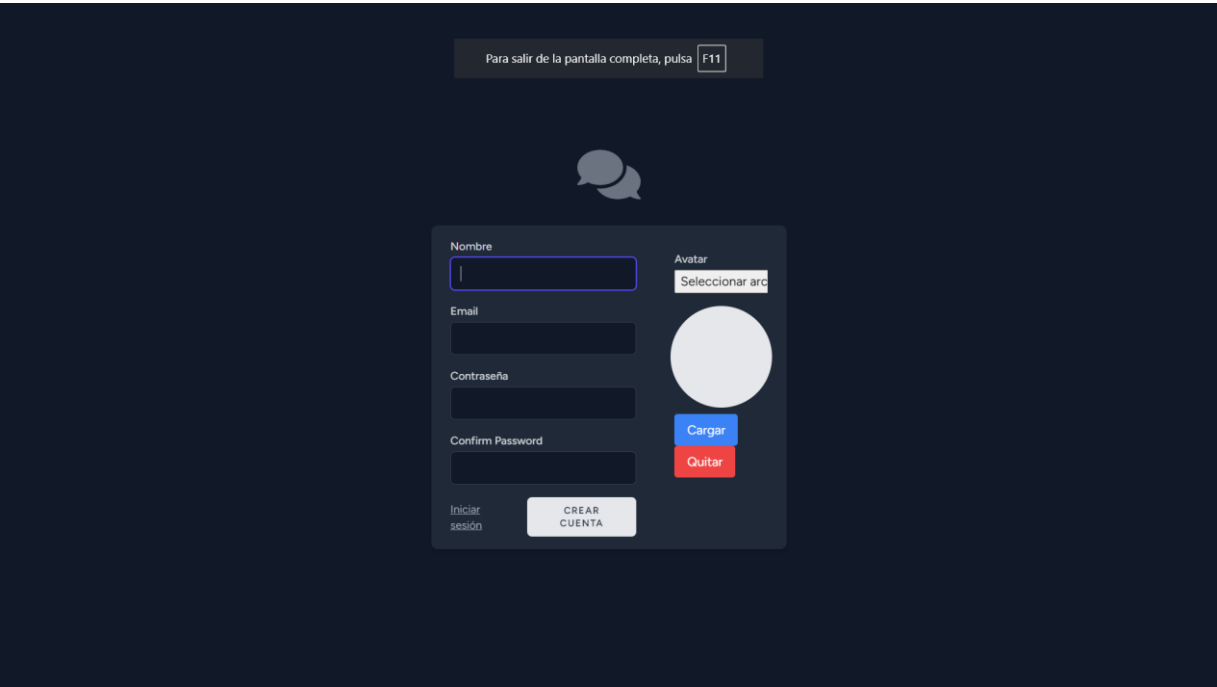 Para salir de la pantalla completa, pulsa F11
Nombre
Email
Contraseña
Confirm Password
Iniciar
sesión
CREAR
CUENTA
Avatar
Seleccionar arc
Cargar
Quitar